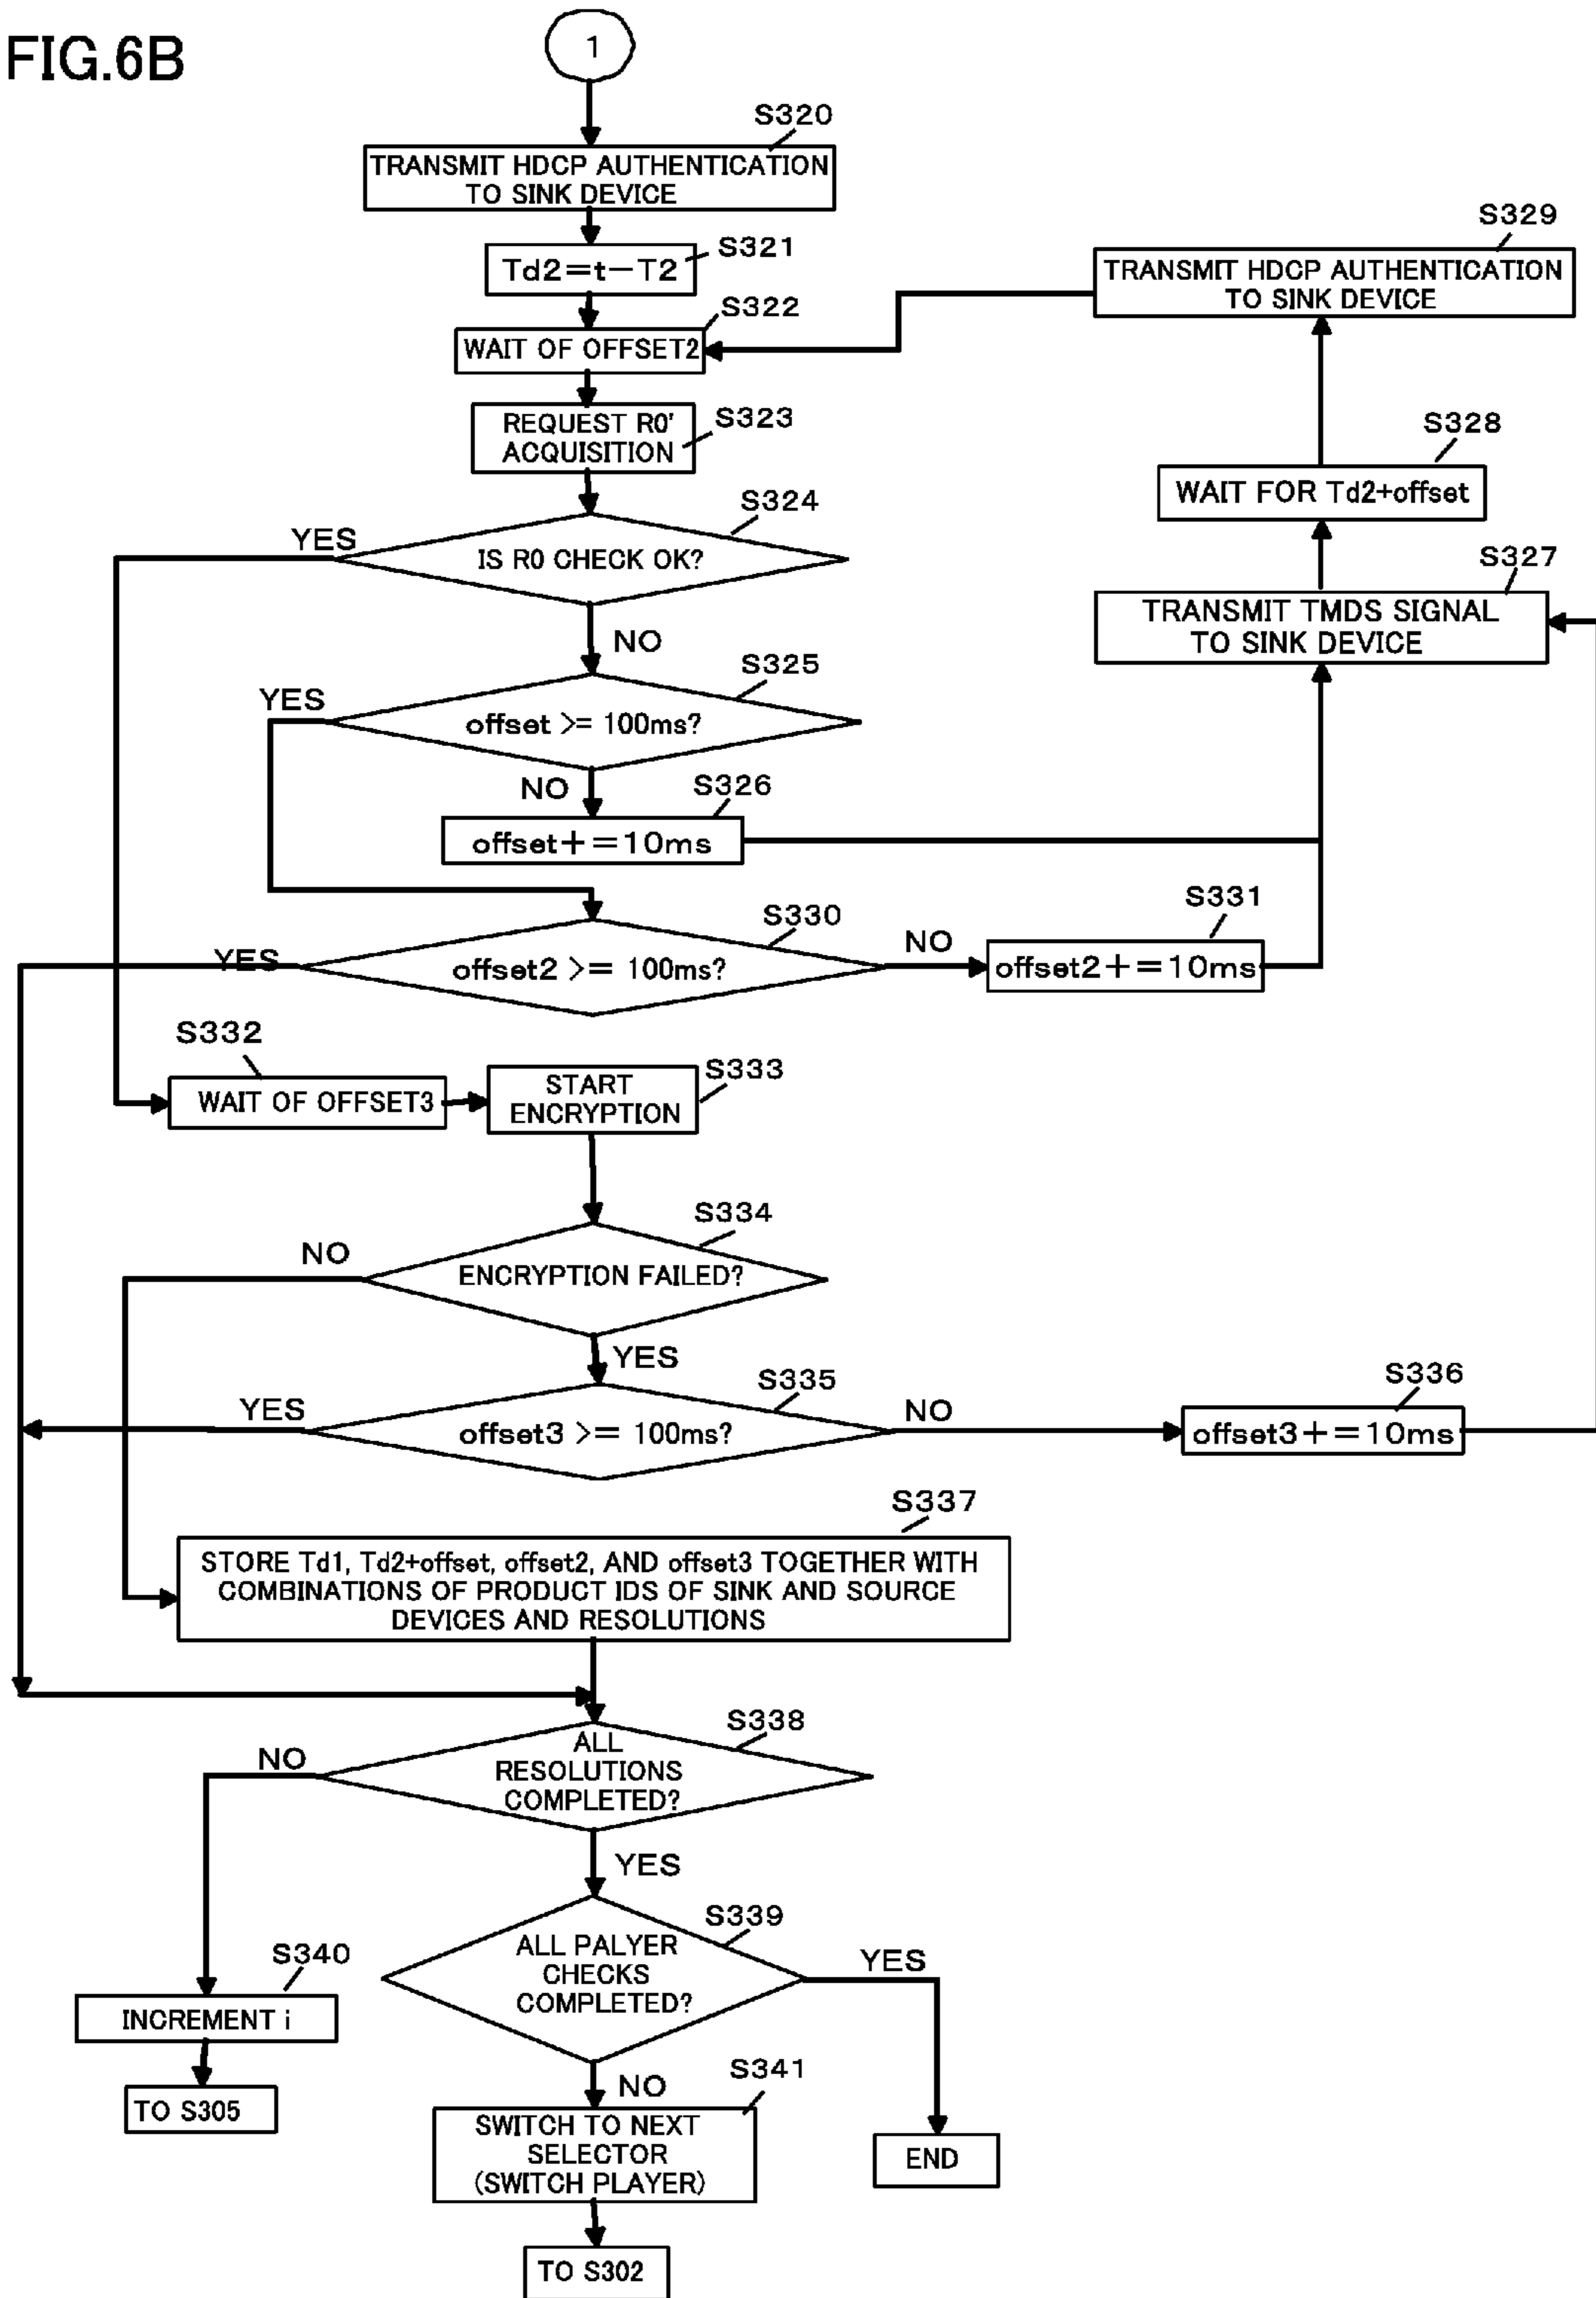 FIG.6B
1
S320
TRANSMIT HDCP AUTHENTICATION
TO SINK DEVICE
S321
Td2=t-T2
S322
WAIT OF OFFSET2
S323
REQUEST R0'
ACQUISITION
S324
YES
IS R0 CHECK OK?
NO
S325
YES
offset >= 100ms?
NO
S326
offset+=10ms
S329
TRANSMIT HDCP AUTHENTICATION
TO SINK DEVICE
S328
WAIT FOR Td2+offset
S327
TRANSMIT TMDS SIGNAL
TO SINK DEVICE
S330
YES
offset2 >= 100ms?
NO
S331
offset2+=10ms
S332
WAIT OF OFFSET3
S333
START
ENCRYPTION
S334
NO
ENCRYPTION FAILED?
YES
S335
YES
offset3 >= 100ms?
NO
S336
offset3+=10ms
S337
STORE Td1, Td2+offset, offset2, AND offset3 TOGETHER WITH
COMBINATIONS OF PRODUCT IDS OF SINK AND SOURCE
DEVICES AND RESOLUTIONS
S338
NO
ALL
RESOLUTIONS
COMPLETED?
YES
S339
ALL PALYER
CHECKS
COMPLETED?
YES
S340
INCREMENT i
TO S305
NO
S341
SWITCH TO NEXT
SELECTOR
(SWITCH PLAYER)
END
TO S302